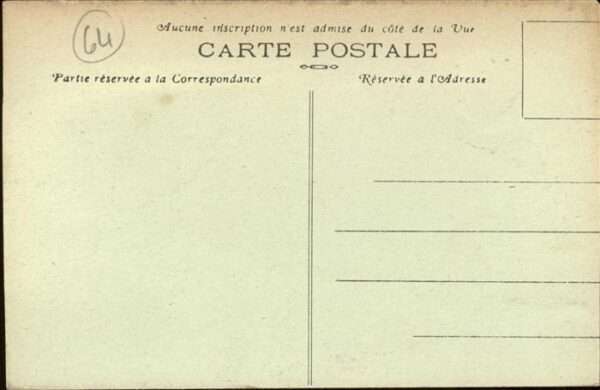 64
Aucune inscription n'est admise du côté de la Vue
CARTE POSTALE
Partie réservée a la Correspondance
Réservée a l'Adresse